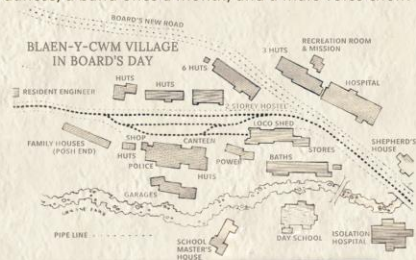 BOARD'S NEW ROAD
BLAEN-Y-CWM VILLAGE
IN BOARD'S DAY
RECREATION ROOM
& MISSION
3 HUTS
6 HUTS
HUTS
HUTS
HOSPITAL
RESIDENT ENGINEER
2 STOREY HOSTEL
LOCO SHED
SHOP
CANTEEN
FAMILY HOUSES
(POSH END)
HUTS
POLICE
POWER
STORES
SHEPHERD'S
HOUSE
HUTS
BATHS
GARAGES
PIPE LINE
SCHOOL
MASTER'S
HOUSE
DAY SCHOOL
ISOLATION
HOSPITAL